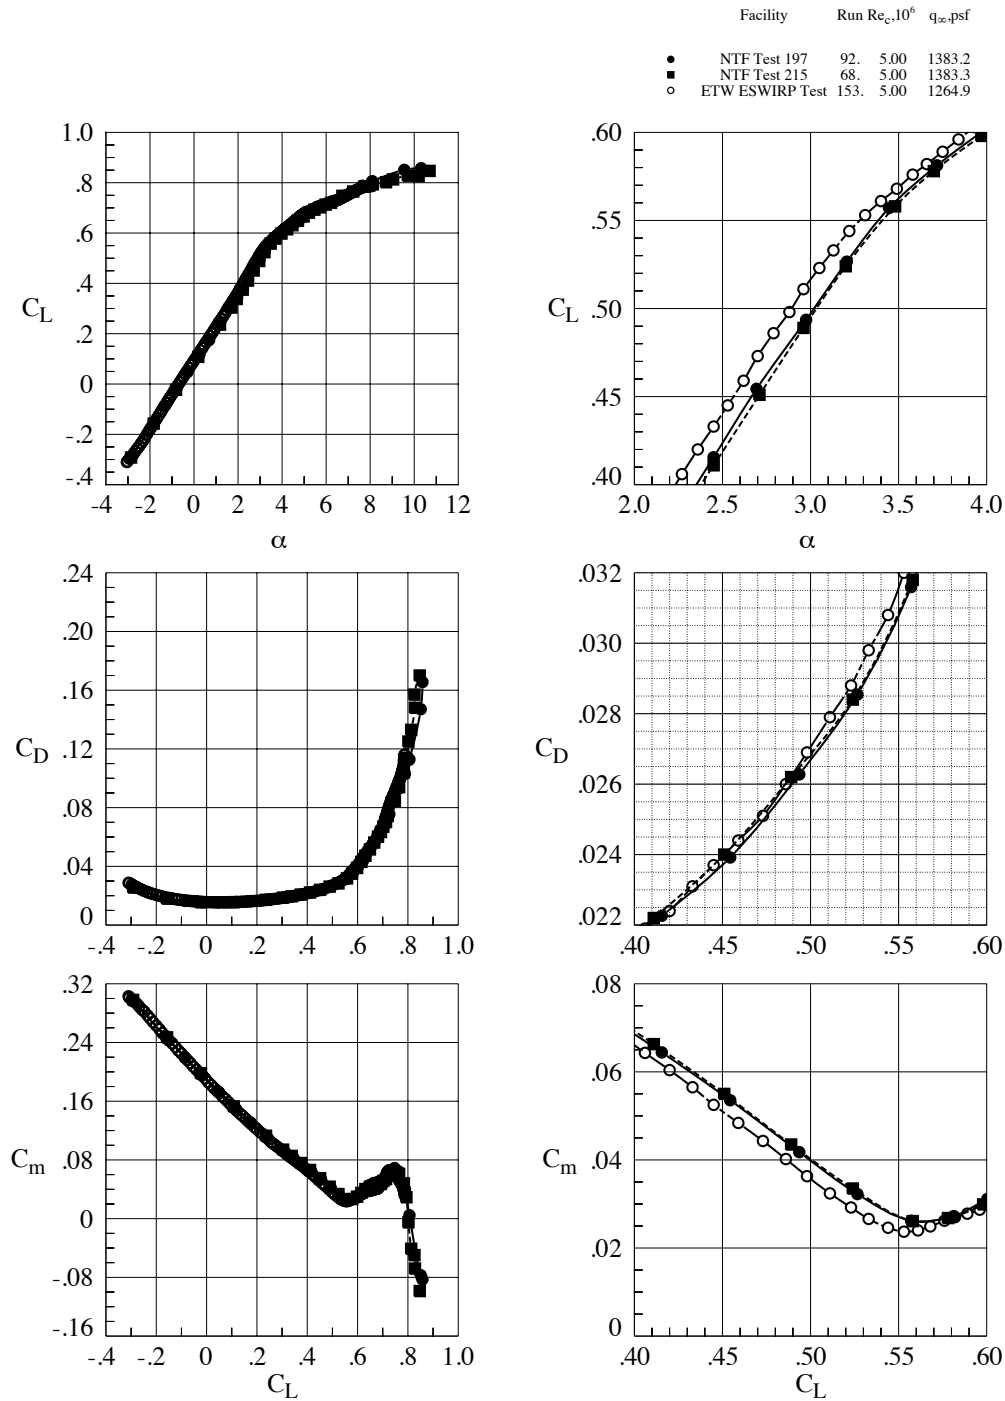 Facility Run Re_c,10^6 q_∞,psf
NTF Test 197 92. 5.00 1383.2
NTF Test 215 68. 5.00 1383.3
ETW ESWIRP Test 153. 5.00 1264.9
1.0
.8
.6
C_L
.4
.2
0
-.2
-.4
-4 -2 0 2 4 6 8 10 12
α
.60
.55
C_L
.50
.45
.40
2.0 2.5 3.0 3.5 4.0
α
.24
.20
.16
C_D
.12
.08
.04
0
-.4 -.2 0 .2 .4 .6 .8 1.0
.032
.030
.028
C_D
.026
.024
.022
.40 .45 .50 .55 .60
.32
.24
.16
C_m
.08
0
-.08
-.16
-.4 -.2 0 .2 .4 .6 .8 1.0
C_L
.08
.06
C_m
.04
.02
0
.40 .45 .50 .55 .60
C_L